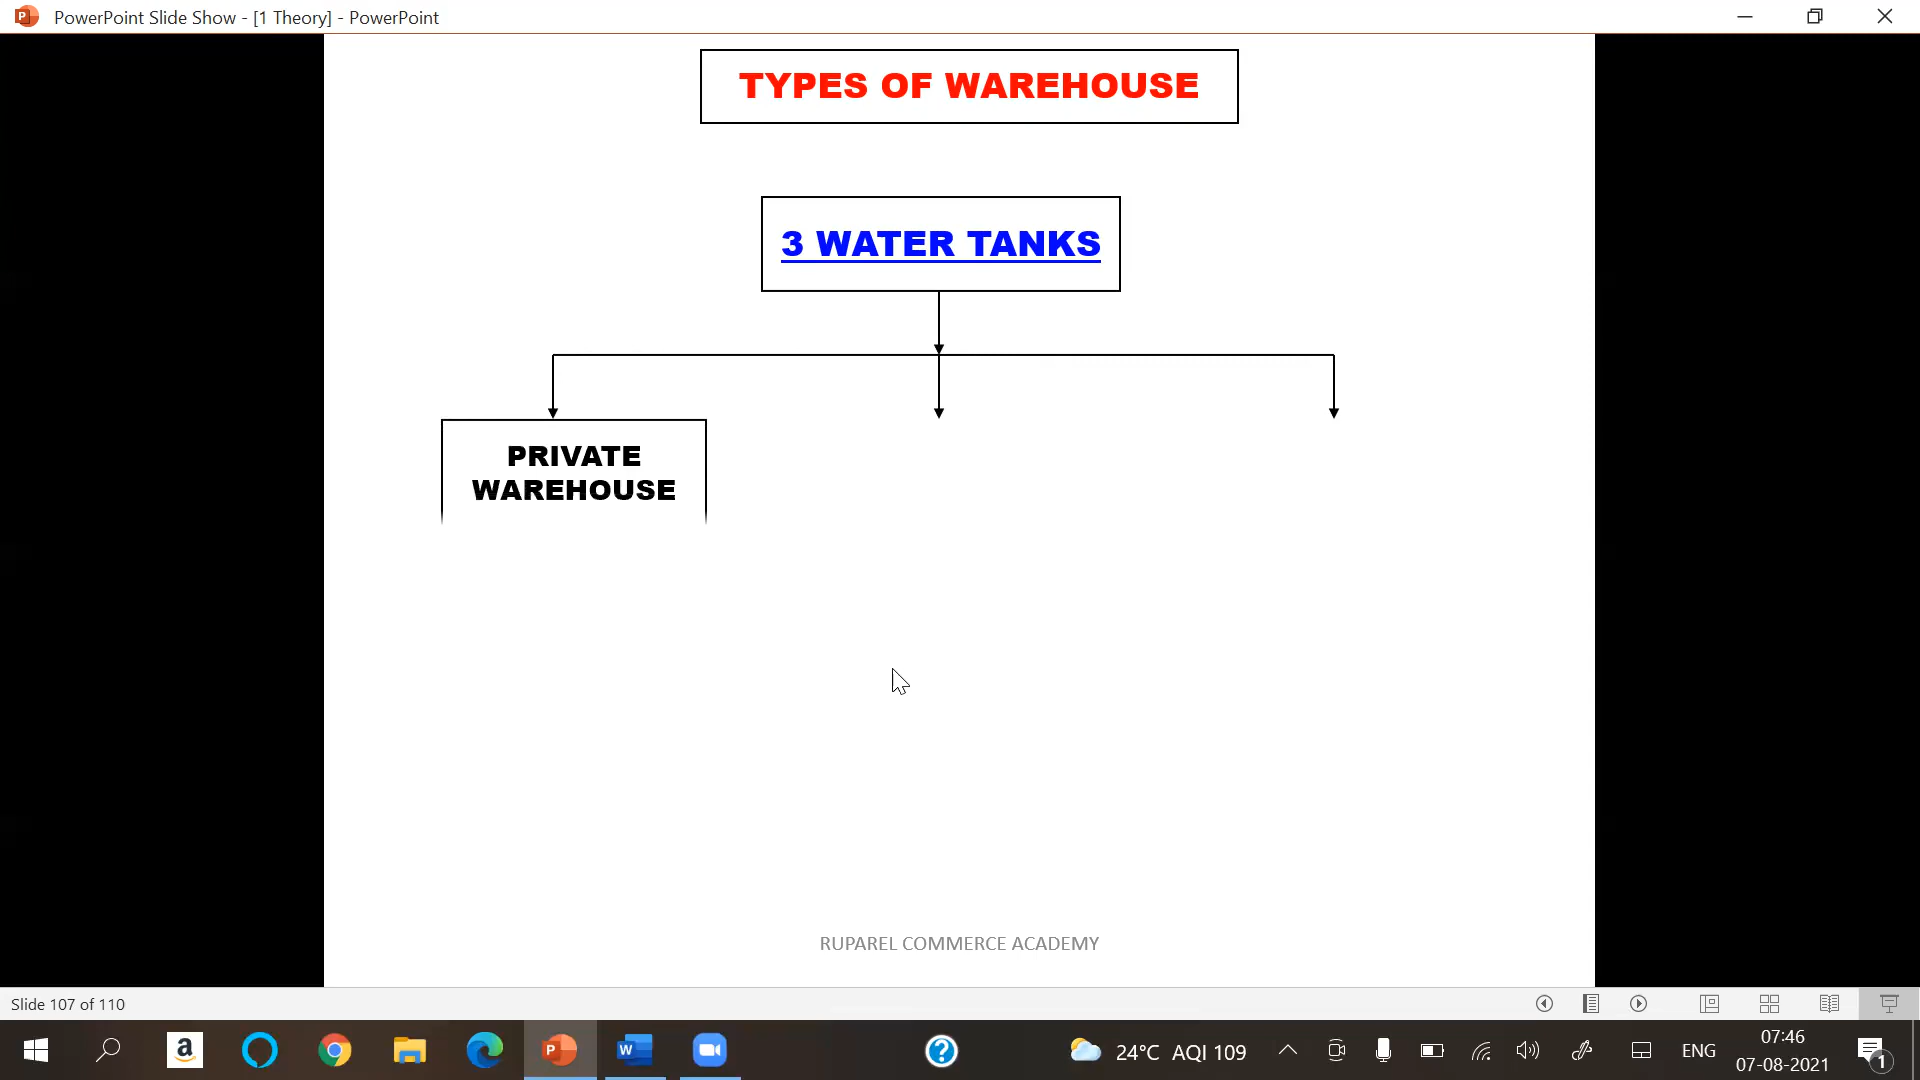 PowerPoint Slide Show - [1 Theory] - PowerPoint
TYPES OF WAREHOUSE
3 WATER TANKS
PRIVATE
WAREHOUSE
RUPAREL COMMERCE ACADEMY
Slide 107 of 110
24°C AQI 109
ENG
07:46
07-08-2021
1